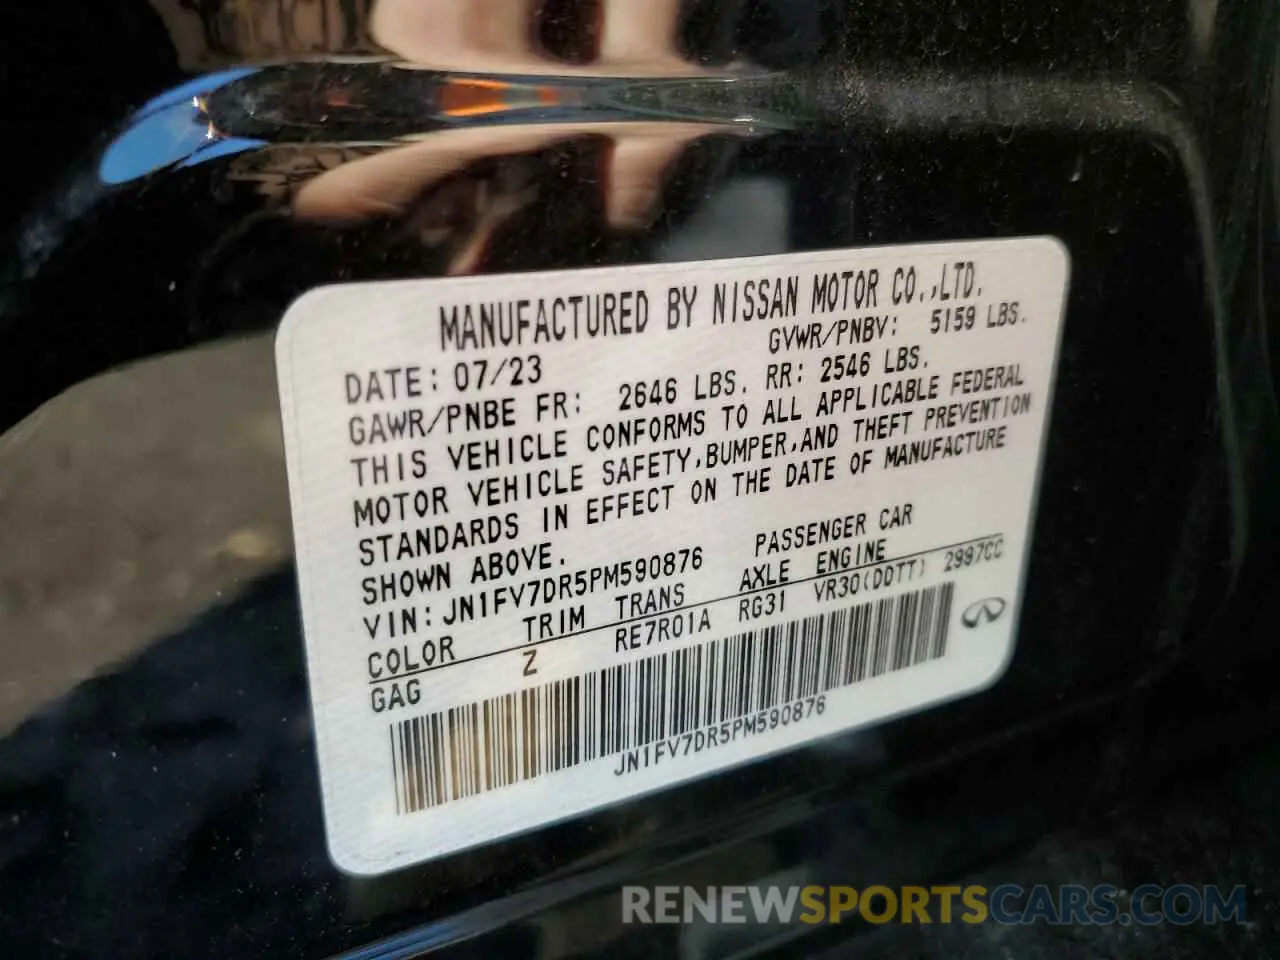 MANUFACTURED BY NISSAN MOTOR CO.,LTD.
DATE: 07/23 GVWR/PNBV: 5159 LBS.
GAWR/PNBE FR: 2646 LBS. RR: 2546 LBS.
THIS VEHICLE CONFORMS TO ALL APPLICABLE FEDERAL
MOTOR VEHICLE SAFETY,BUMPER,AND THEFT PREVENTION
STANDARDS IN EFFECT ON THE DATE OF MANUFACTURE
SHOWN ABOVE.
VIN: JN1FV7DR5PM590876 PASSENGER CAR
COLOR TRIM TRANS AXLE ENGINE
GAG Z RE7R01A RG31 VR30(DDTT) 2997CC
JN1FV7DR5PM590876
RENEWSPORTSCARS.COM